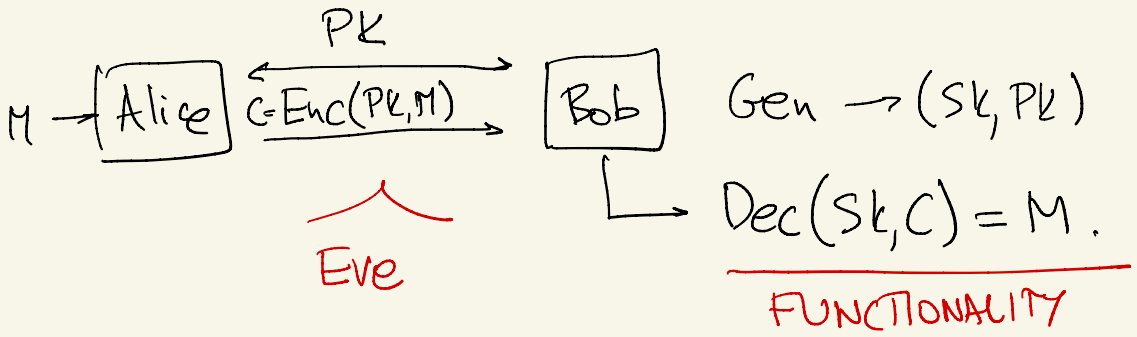 PK
M → Alice C=Enc(PK,M) Bob Gen → (Sk, PK)
Dec(Sk,C) = M.
Eve
FUNCTIONALITY